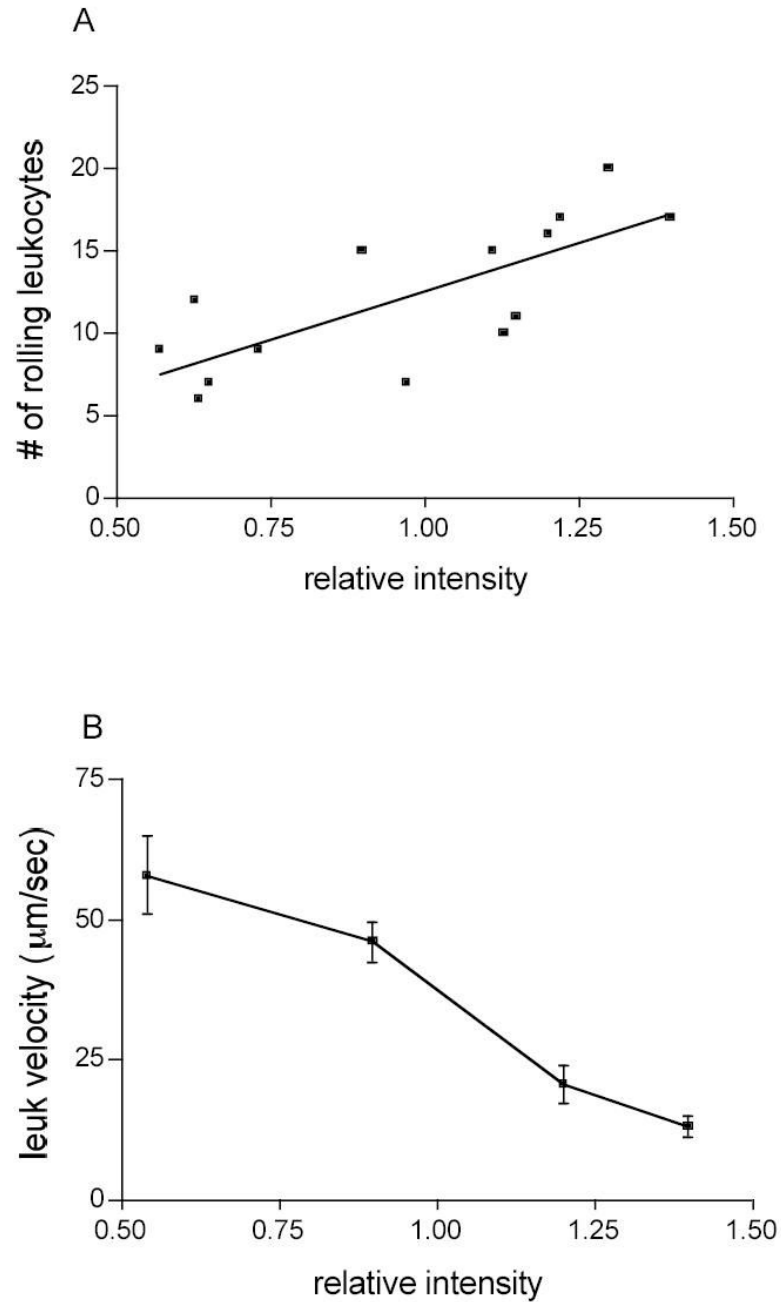 A
25
20
15
10
5
0
# of rolling leukocytes
0.50 0.75 1.00 1.25 1.50
relative intensity
B
75
50
25
0
leuk velocity (μm/sec)
0.50 0.75 1.00 1.25 1.50
relative intensity